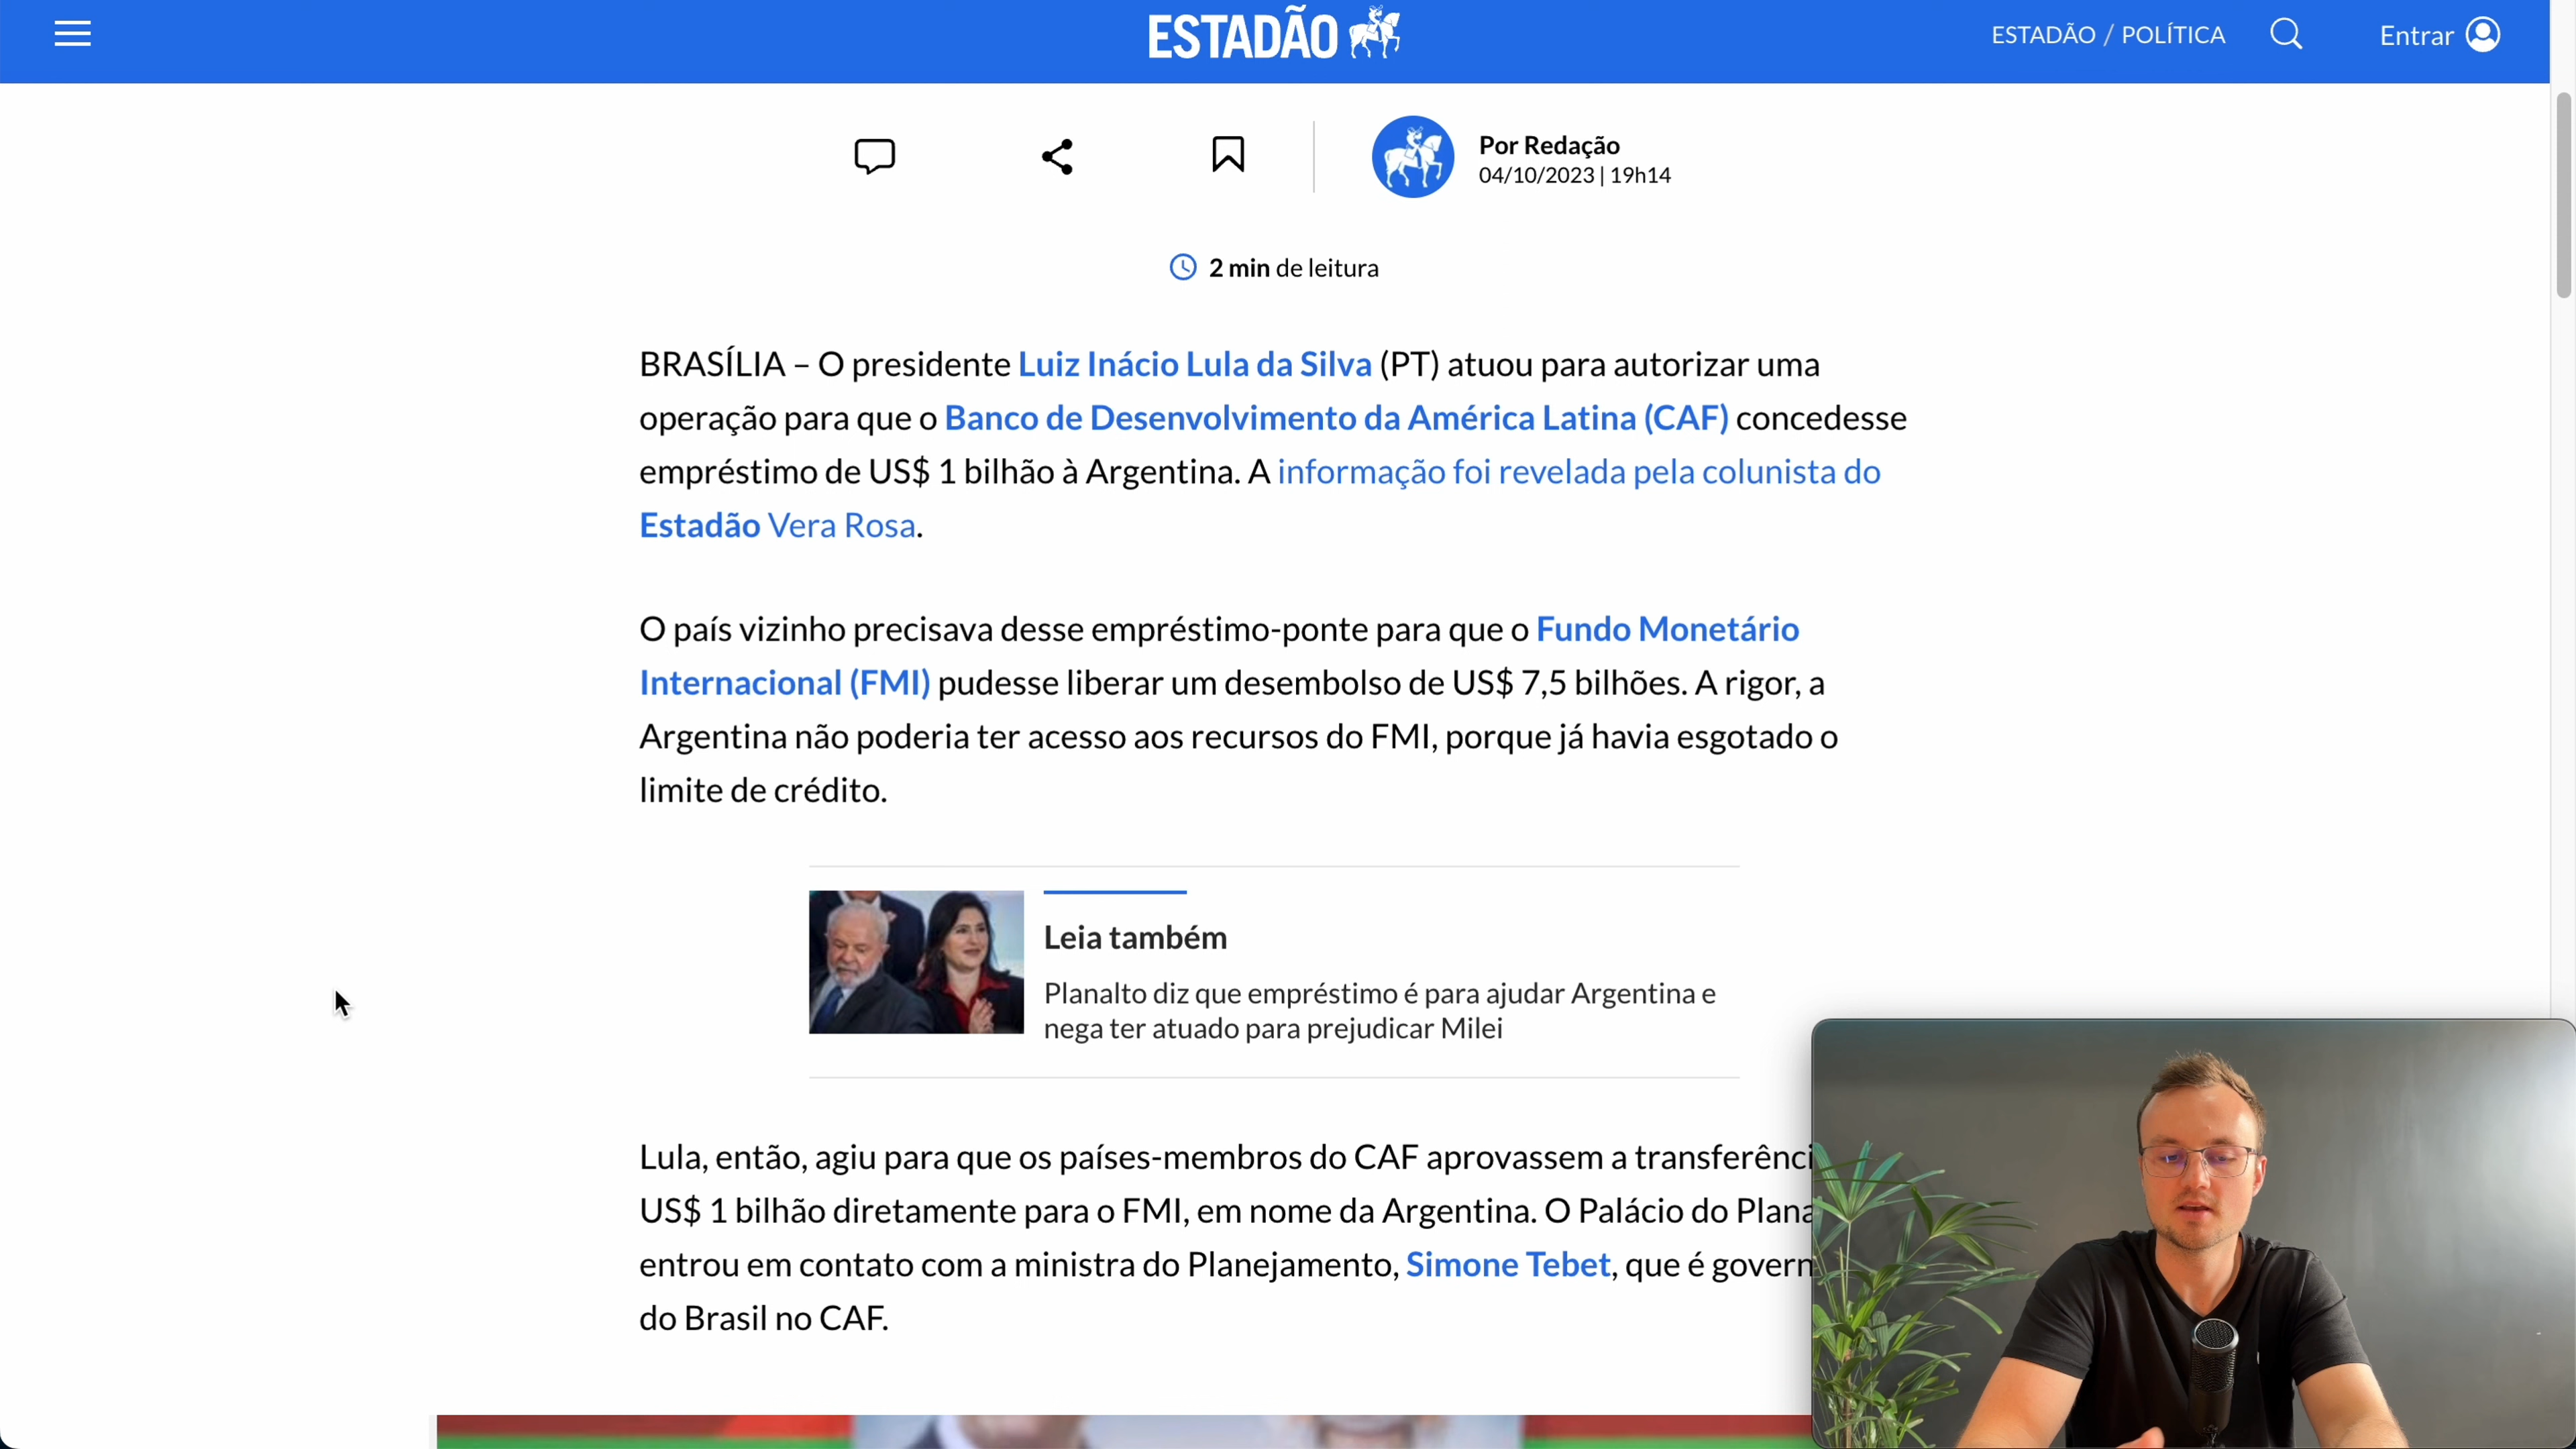 ESTADÃO
ESTADÃO / POLÍTICA
Entrar
Por Redação
04/10/2023 | 19h14
2 min de leitura
BRASÍLIA – O presidente Luiz Inácio Lula da Silva (PT) atuou para autorizar uma
operação para que o Banco de Desenvolvimento da América Latina (CAF) concedesse
empréstimo de US$ 1 bilhão à Argentina. A informação foi revelada pela colunista do
Estadão Vera Rosa.
O país vizinho precisava desse empréstimo-ponte para que o Fundo Monetário
Internacional (FMI) pudesse liberar um desembolso de US$ 7,5 bilhões. A rigor, a
Argentina não poderia ter acesso aos recursos do FMI, porque já havia esgotado o
limite de crédito.
Leia também
Planalto diz que empréstimo é para ajudar Argentina e
nega ter atuado para prejudicar Milei
Lula, então, agiu para que os países-membros do CAF aprovassem a
US$ 1 bilhão diretamente para o FMI, em nome da Argentina. O Palácio do
entrou em contato com a ministra do Planejamento, Simone Tebet, que é
do Brasil no CAF.